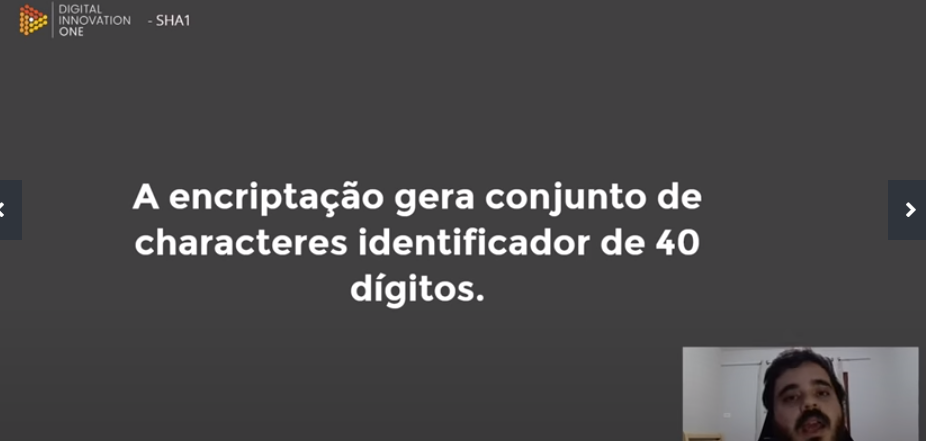 DIGITAL
INNOVATION
ONE
- SHA1
A encriptação gera conjunto de
characteres identificador de 40
dígitos.